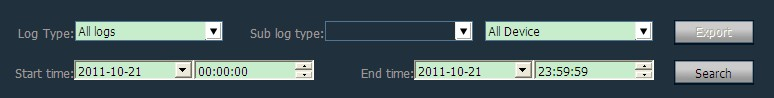 Log Type: All logs Sub log type: All Device Export
Start time: 2011-10-21 00:00:00 End time: 2011-10-21 23:59:59 Search